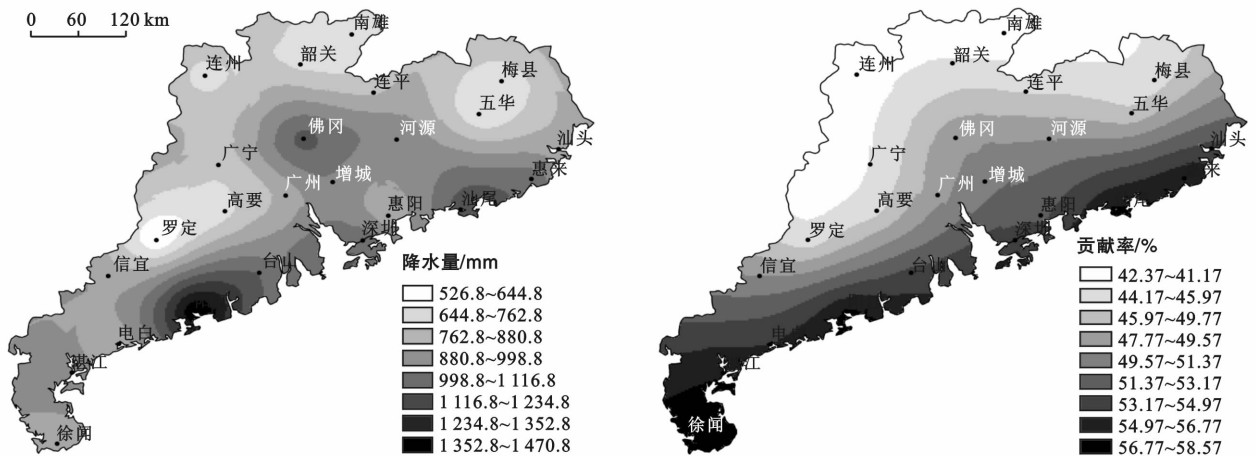 0 60 120 km
南雄
韶关
连州
连平
梅县
五华
佛冈
河源
汕头
广宁
惠来
广州
增城
高要
惠阳
汕尾
罗定
深圳
信宜
台山
电白
湛江
徐闻
降水量/mm
526.8~644.8
644.8~762.8
762.8~880.8
880.8~998.8
998.8~1 116.8
1 116.8~1 234.8
1 234.8~1 352.8
1 352.8~1 470.8
南雄
韶关
连州
连平
梅县
五华
佛冈
河源
汕头
广宁
来
广州
增城
高要
惠阳
尾
罗定
深圳
信宜
台山
电
江
徐闻
贡献率/%
42.37~41.17
44.17~45.97
45.97~49.77
47.77~49.57
49.57~51.37
51.37~53.17
53.17~54.97
54.97~56.77
56.77~58.57